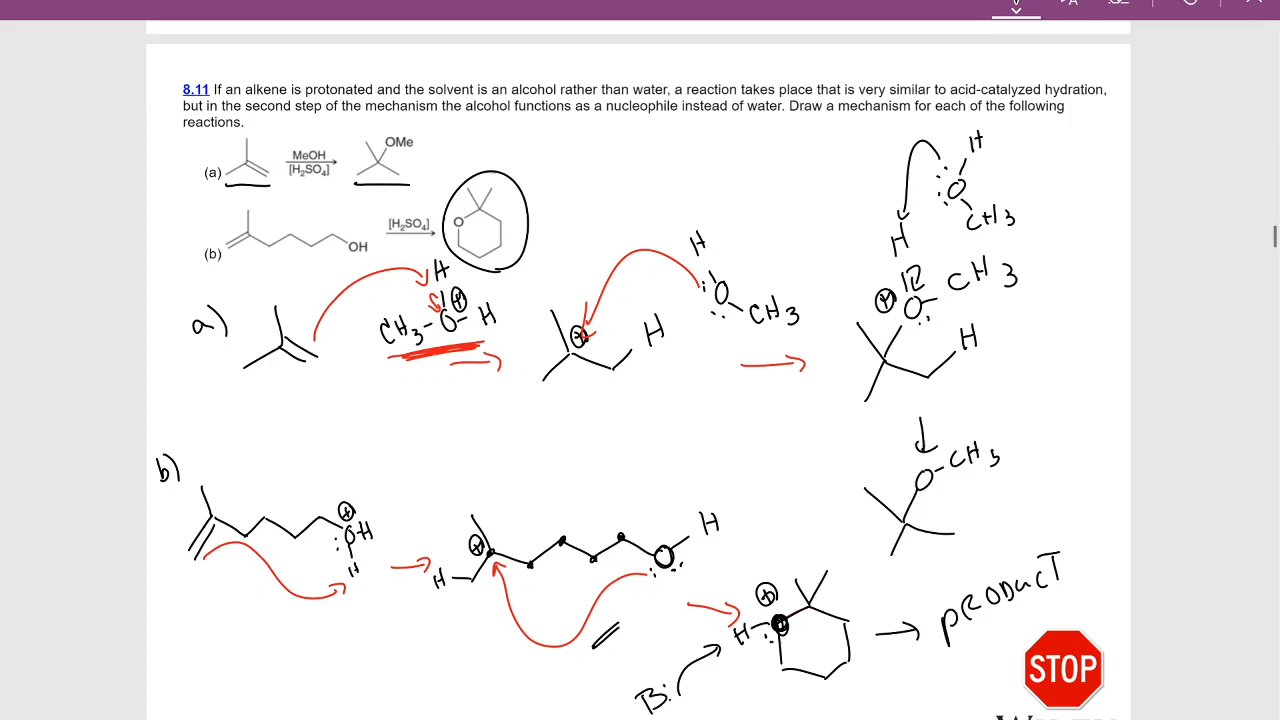 8.11 If an alkene is protonated and the solvent is an alcohol rather than water, a reaction takes place that is very similar to acid-catalyzed hydration,
but in the second step of the mechanism the alcohol functions as a nucleophile instead of water. Draw a mechanism for each of the following
reactions.
(a)
MeOH
[H₂SO₄]
OMe
(b)
OH
[H₂SO₄]
O
a)
H
CH3-O-H
⊕
⊕
H
H
O
CH3
H
O
CH3
H
⊕
O
CH3
H
O-CH3
b)
⊕
OH
H
⊕
H
O
H
⊕
H
B:
PRODUCT
STOP